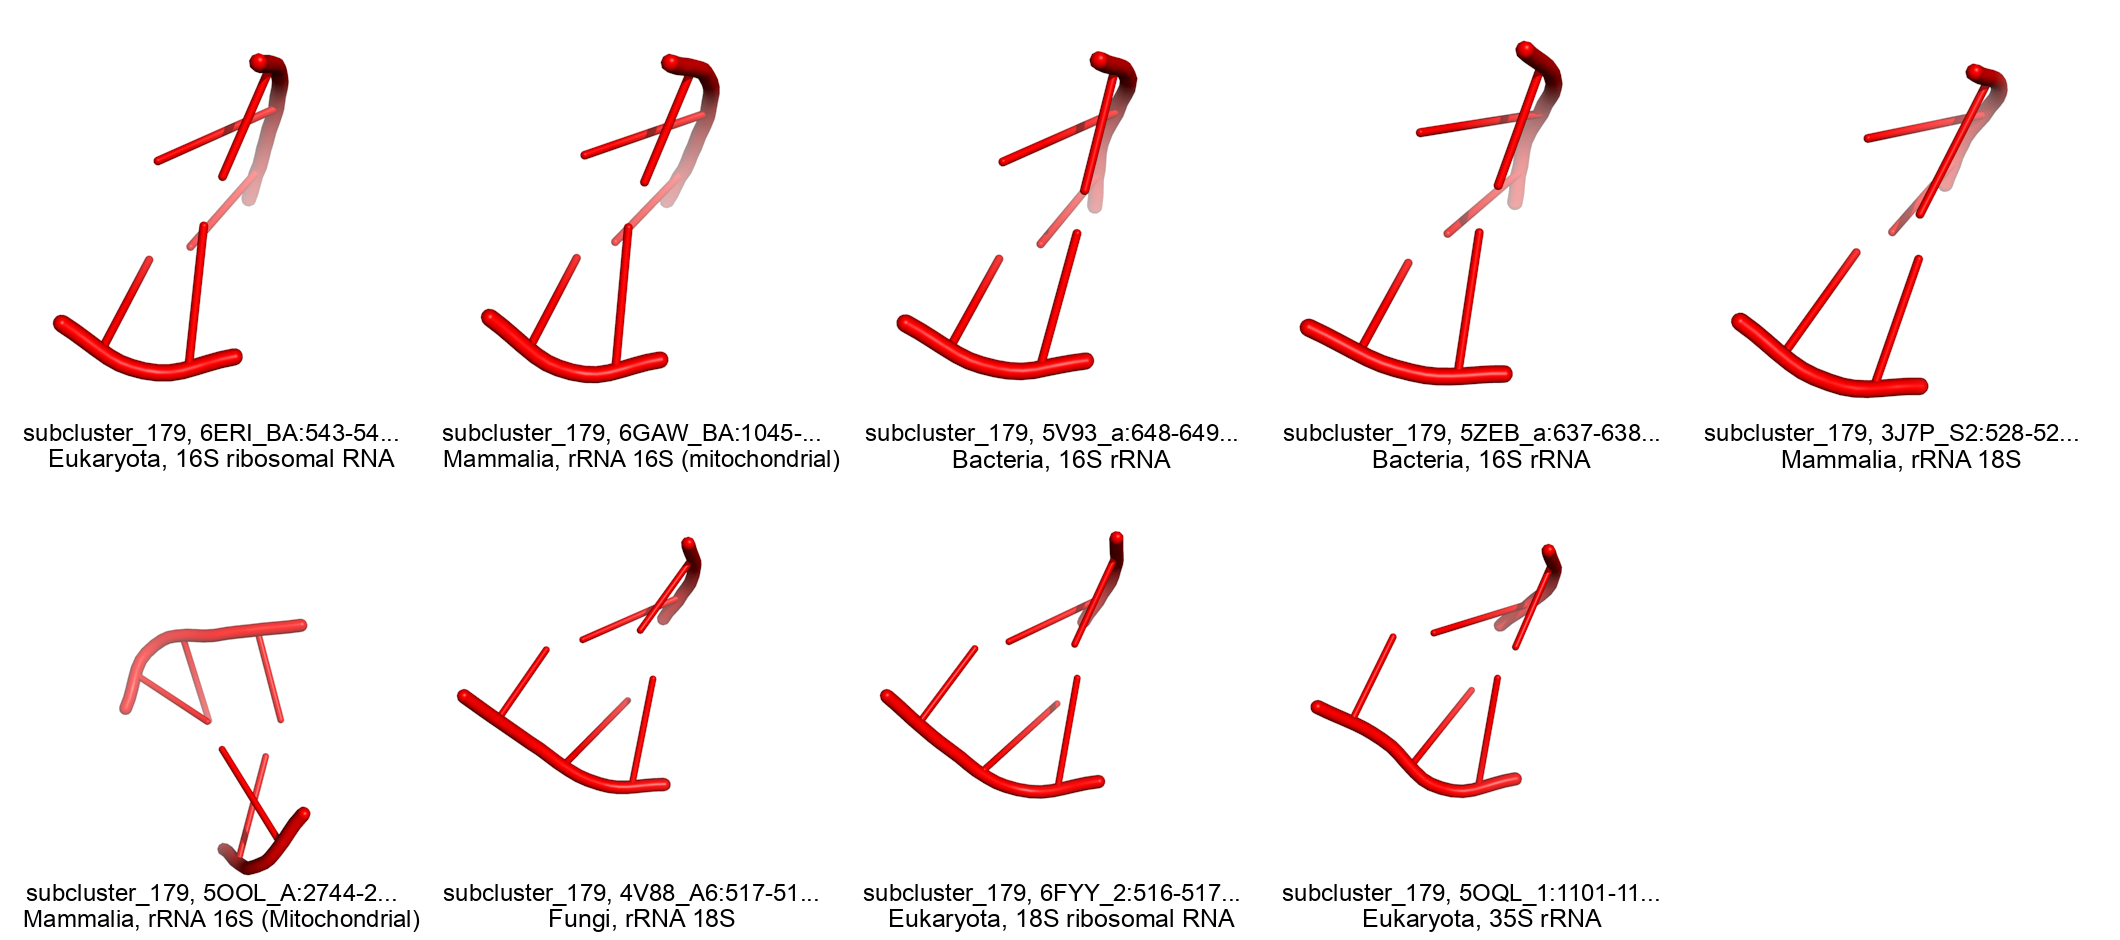 subcluster_179, 6ERI_BA:543-54...
Eukaryota, 16S ribosomal RNA
subcluster_179, 6GAW_BA:1045-...
Mammalia, rRNA 16S (mitochondrial)
subcluster_179, 5V93_a:648-649...
Bacteria, 16S rRNA
subcluster_179, 5ZEB_a:637-638...
Bacteria, 16S rRNA
subcluster_179, 3J7P_S2:528-52...
Mammalia, rRNA 18S
subcluster_179, 5OOL_A:2744-2...
Mammalia, rRNA 16S (Mitochondrial)
subcluster_179, 4V88_A6:517-51...
Fungi, rRNA 18S
subcluster_179, 6FYY_2:516-517...
Eukaryota, 18S ribosomal RNA
subcluster_179, 5OQL_1:1101-11...
Eukaryota, 35S rRNA